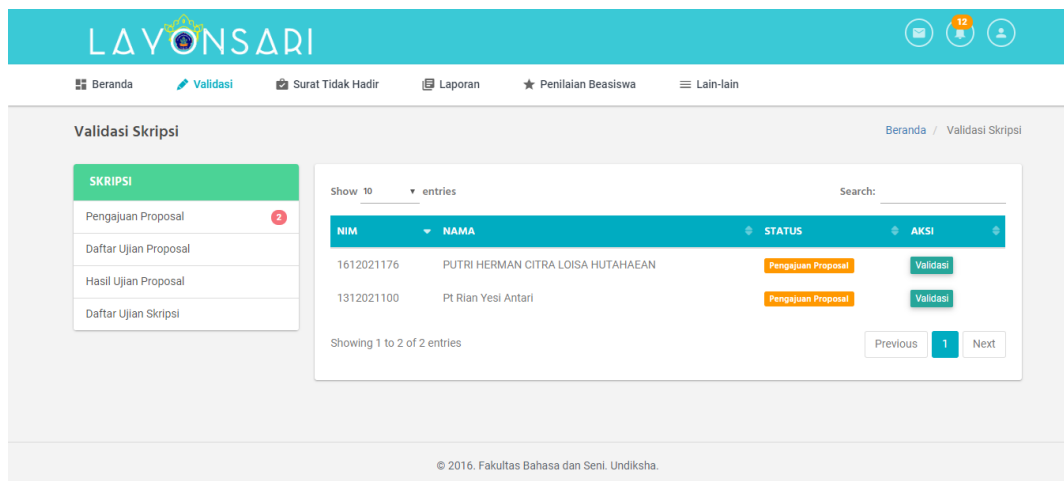 LAYONSARI
12
Beranda Validasi Surat Tidak Hadir Laporan Penilaian Beasiswa Lain-lain
Validasi Skripsi
Beranda / Validasi Skripsi
SKRIPSI
Pengajuan Proposal 2
Daftar Ujian Proposal
Hasil Ujian Proposal
Daftar Ujian Skripsi
Show 10 entries
Search:
NIM NAMA STATUS AKSI
1612021176 PUTRI HERMAN CITRA LOISA HUTAHAEAN Pengajuan Proposal Validasi
1312021100 Pt Rian Yesi Antari Pengajuan Proposal Validasi
Showing 1 to 2 of 2 entries
Previous 1 Next
© 2016. Fakultas Bahasa dan Seni. Undiksha.